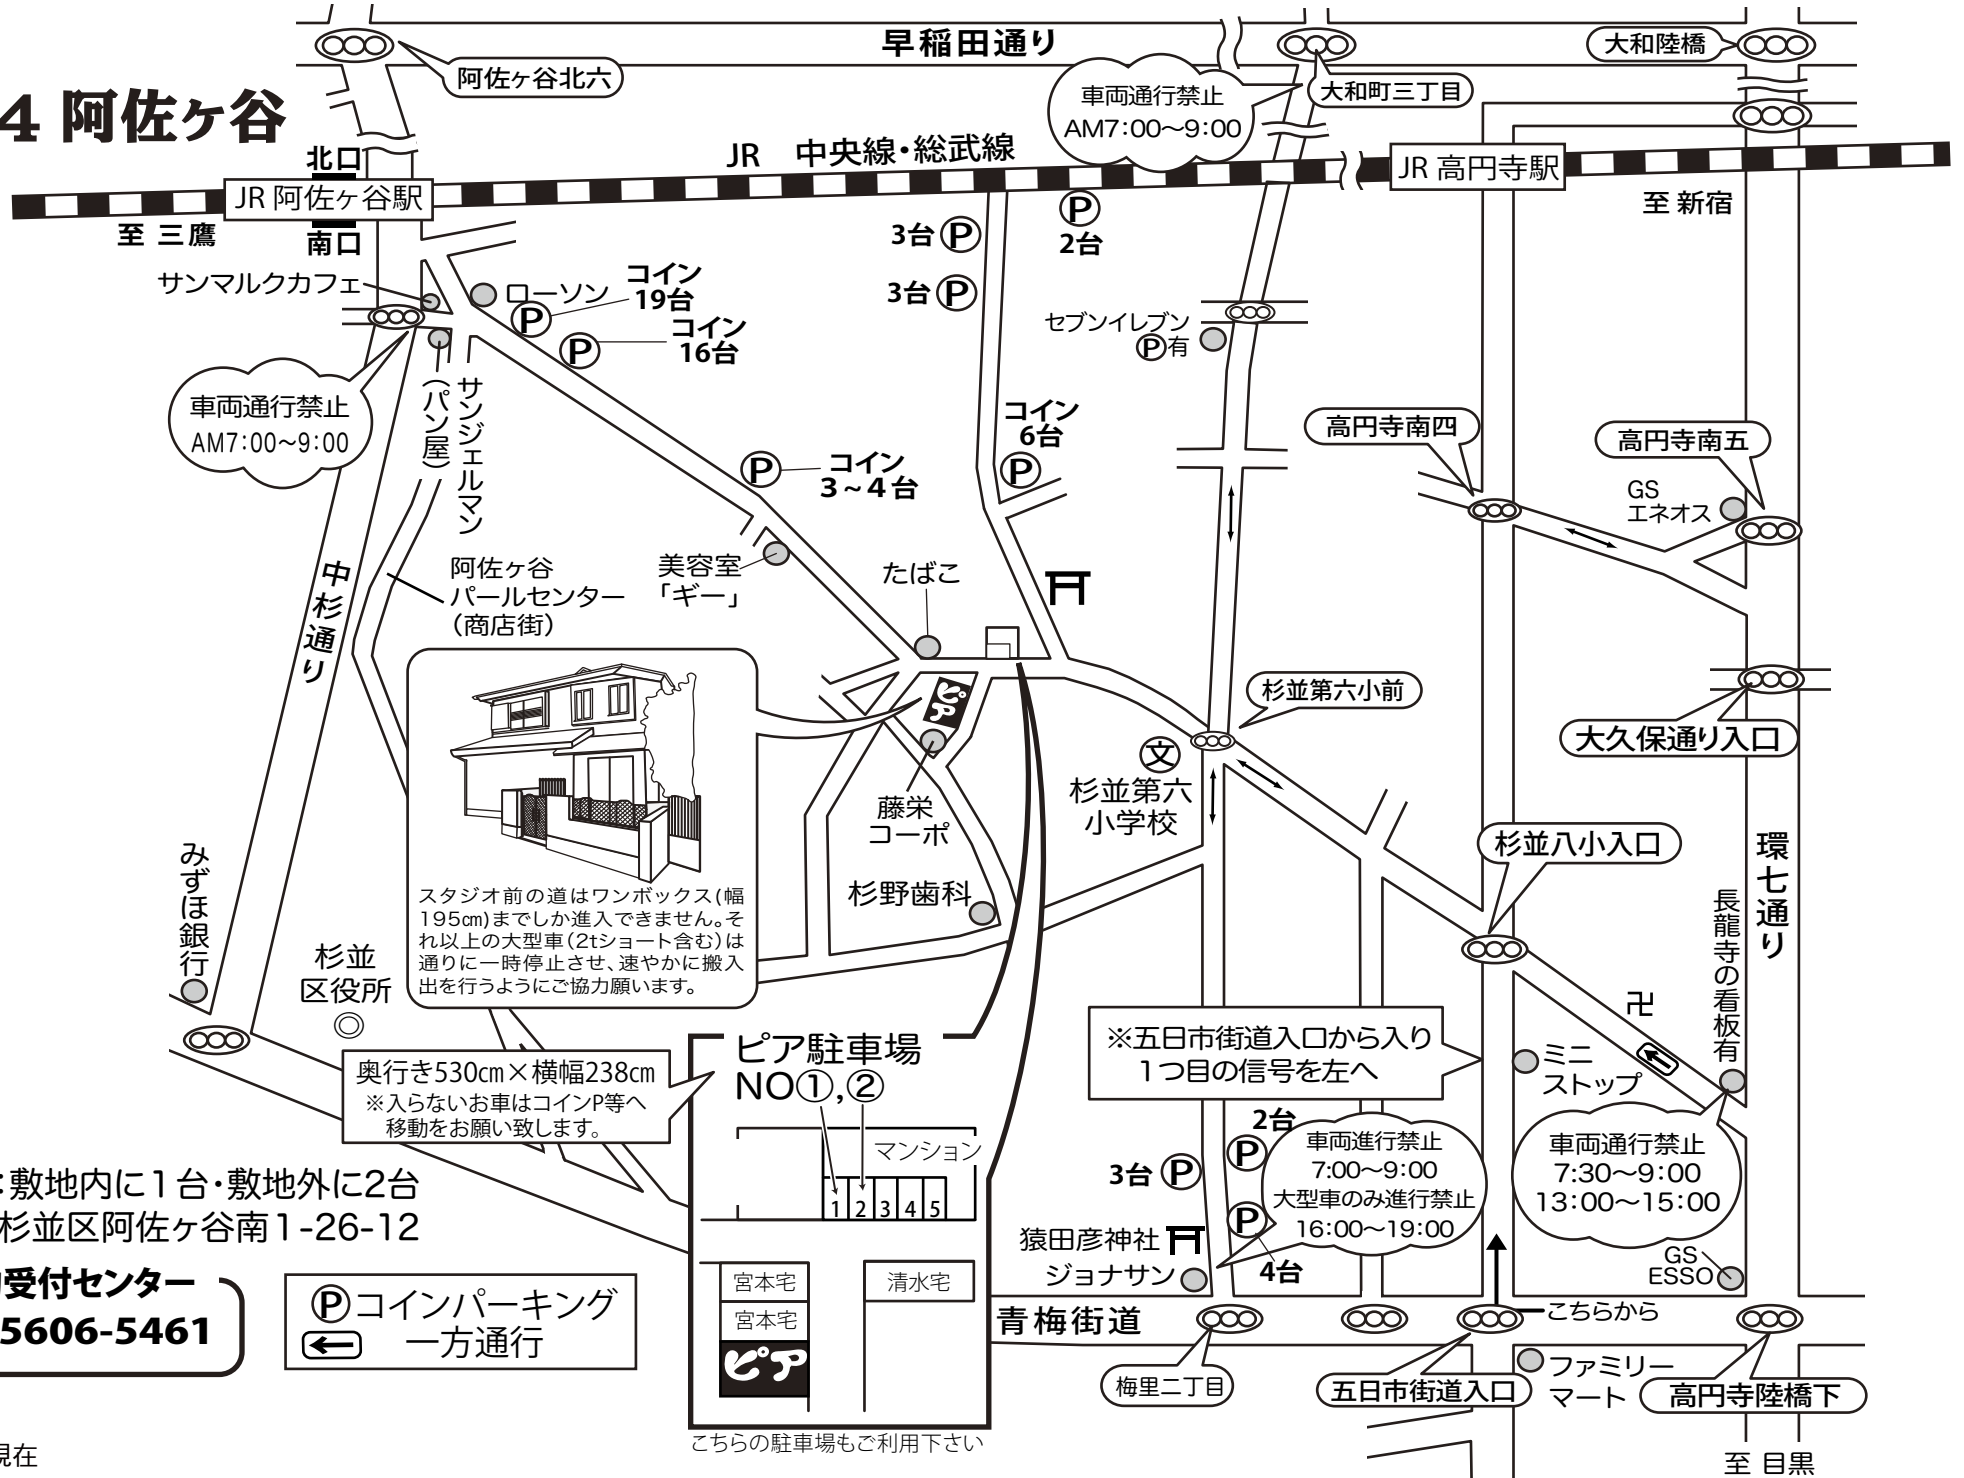 早稲田通り
大和陸橋
阿佐ヶ谷北六
大和町三丁目
車両通行禁止
AM7:00〜9:00
4 阿佐ヶ谷
北口
JR 中央線・総武線
JR 阿佐ヶ谷駅
JR 高円寺駅
至 三鷹
南口
至 新宿
サンマルクカフェ
ローソン
P
コイン
19台
P
コイン
16台
3台 P
P
2台
3台 P
セブンイレブン
P有
車両通行禁止
AM7:00〜9:00
サンジェルマン
(パン屋)
コイン
6台
P
P
コイン
3~4台
高円寺南四
高円寺南五
GS
エネオス
中杉通り
阿佐ヶ谷
パールセンター
(商店街)
美容室
「ギー」
たばこ
杉並第六小前
大久保通り入口
ピア
文
杉並第六
小学校
藤栄
コーポ
杉野歯科
杉並八小入口
環七通り
長龍寺の看板有
みずほ銀行
杉並
区役所
スタジオ前の道はワンボックス(幅
195㎝)までしか進入できません。そ
れ以上の大型車(2tショート含む)は
通りに一時停止させ、速やかに搬入
出を行うようにご協力願います。
卍
※五日市街道入口から入り
1つ目の信号を左へ
ミニ
ストップ
奥行き530㎝×横幅238㎝
※入らないお車はコインP等へ
移動をお願い致します。
ピア駐車場
NO①,②
マンション
1 2 3 4 5
宮本宅
宮本宅
清水宅
ピア
こちらの駐車場もご利用下さい
2台
P
3台 P
P
4台
車両進行禁止
7:00〜9:00
大型車のみ進行禁止
16:00〜19:00
車両通行禁止
7:30〜9:00
13:00〜15:00
猿田彦神社
ジョナサン
GS
ESSO
:敷地内に1台・敷地外に2台
杉並区阿佐ヶ谷南1-26-12
受付センター
5606-5461
Pコインパーキング
一方通行
青梅街道
こちらから
梅里二丁目
五日市街道入口
ファミリー
マート
高円寺陸橋下
至 目黒
現在